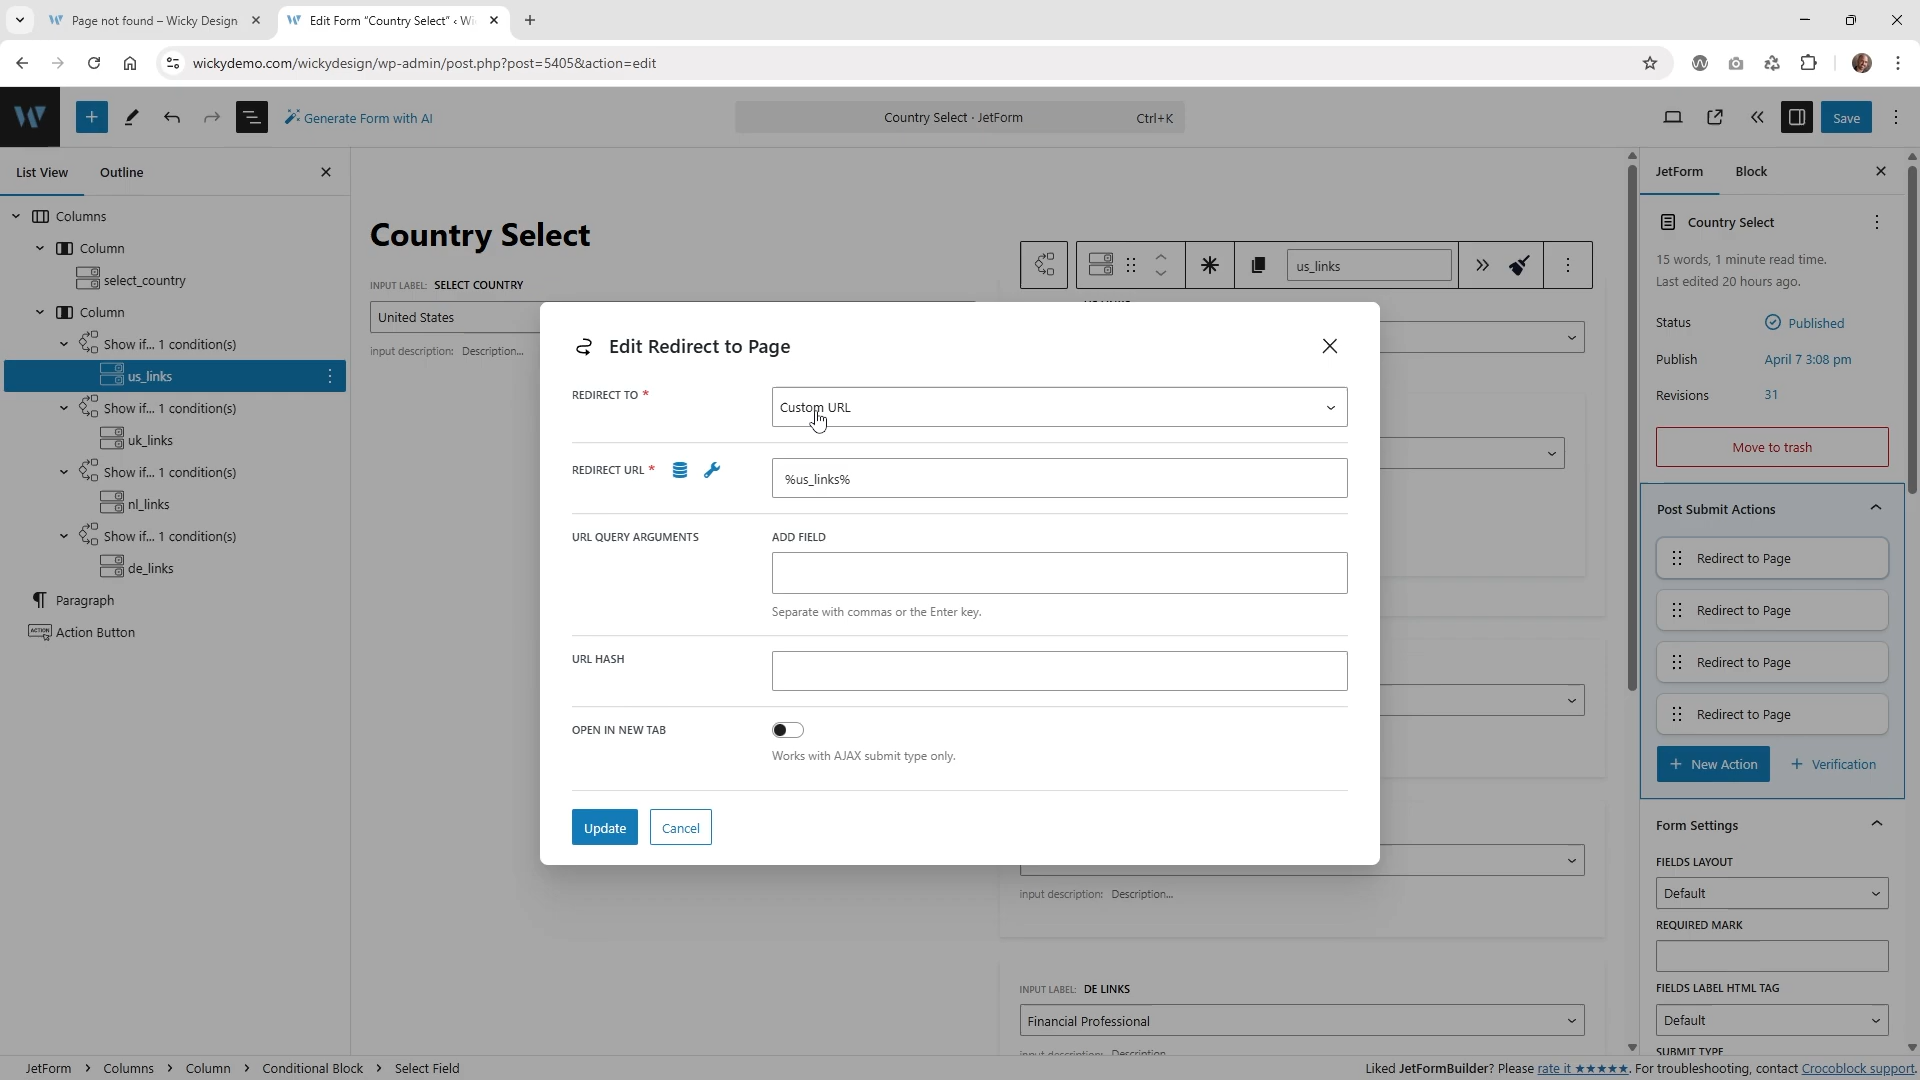 Page not found – Wicky Design
Edit Form “Country Select” ‹ Wi
wickydemo.com/wickydesign/wp-admin/post.php?post=5405&action=edit
Generate Form with AI
Country Select · JetForm
Ctrl+K
Save
List View
Outline
Columns
Column
select_country
Column
Show if... 1 condition(s)
us_links
Show if... 1 condition(s)
uk_links
Show if... 1 condition(s)
nl_links
Show if... 1 condition(s)
de_links
Paragraph
ACTION
Action Button
Country Select
INPUT LABEL: SELECT COUNTRY
United States
input description: Description...
us_links
Edit Redirect to Page
REDIRECT TO *
Custom URL
REDIRECT URL *
%us_links%
URL QUERY ARGUMENTS
ADD FIELD
Separate with commas or the Enter key.
URL HASH
OPEN IN NEW TAB
Works with AJAX submit type only.
Update
Cancel
input description: Description...
INPUT LABEL: DE LINKS
Financial Professional
input description: Description...
JetForm
Block
Country Select
15 words, 1 minute read time.
Last edited 20 hours ago.
Status
Published
Publish
April 7 3:08 pm
Revisions
31
Move to trash
Post Submit Actions
Redirect to Page
Redirect to Page
Redirect to Page
Redirect to Page
+ New Action
+ Verification
Form Settings
FIELDS LAYOUT
Default
REQUIRED MARK
FIELDS LABEL HTML TAG
Default
SUBMIT TYPE
JetForm > Columns > Column > Conditional Block > Select Field
Liked JetFormBuilder? Please rate it ★★★★★. For troubleshooting, contact Crocoblock support.